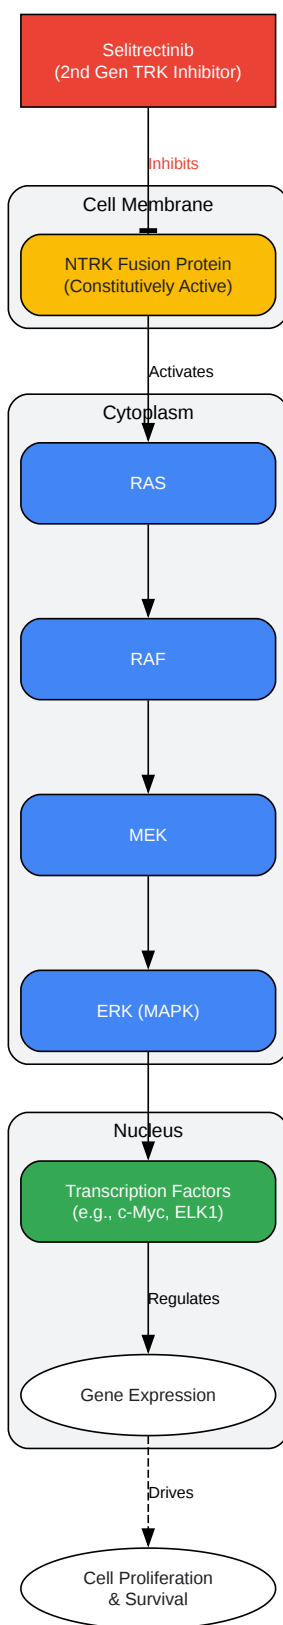 Selitrectinib
(2nd Gen TRK Inhibitor)
Inhibits
Cell Membrane
NTRK Fusion Protein
(Constitutively Active)
Activates
Cytoplasm
RAS
RAF
MEK
ERK (MAPK)
Nucleus
Transcription Factors
(e.g., c-Myc, ELK1)
Regulates
Gene Expression
Drives
Cell Proliferation
& Survival